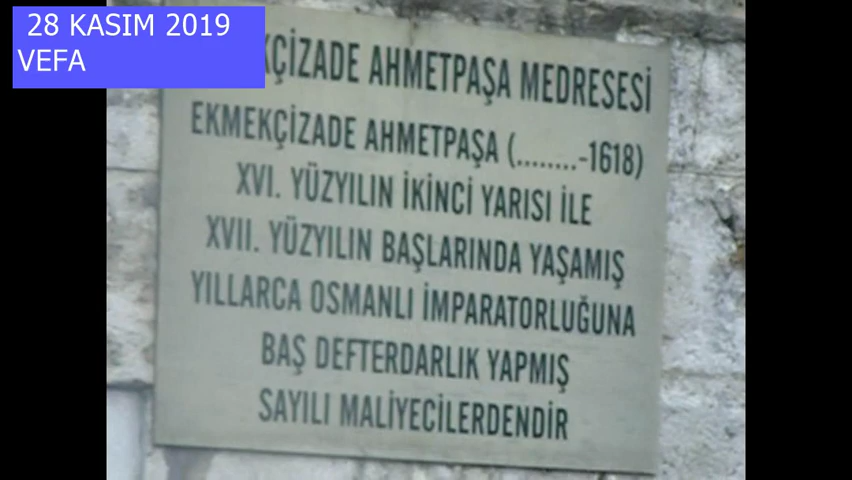 28 KASIM 2019
VEFA
KÇİZADE AHMETPAŞA MEDRESESİ
EKMEKÇİZADE AHMETPAŞA (........-1618)
XVI. YÜZYILIN İKİNCİ YARISI İLE
XVII. YÜZYILIN BAŞLARINDA YAŞAMIŞ
YILLARCA OSMANLI İMPARATORLUĞUNA
BAŞ DEFTERDARLIK YAPMIŞ
SAYILI MALİYECİLERDENDİR